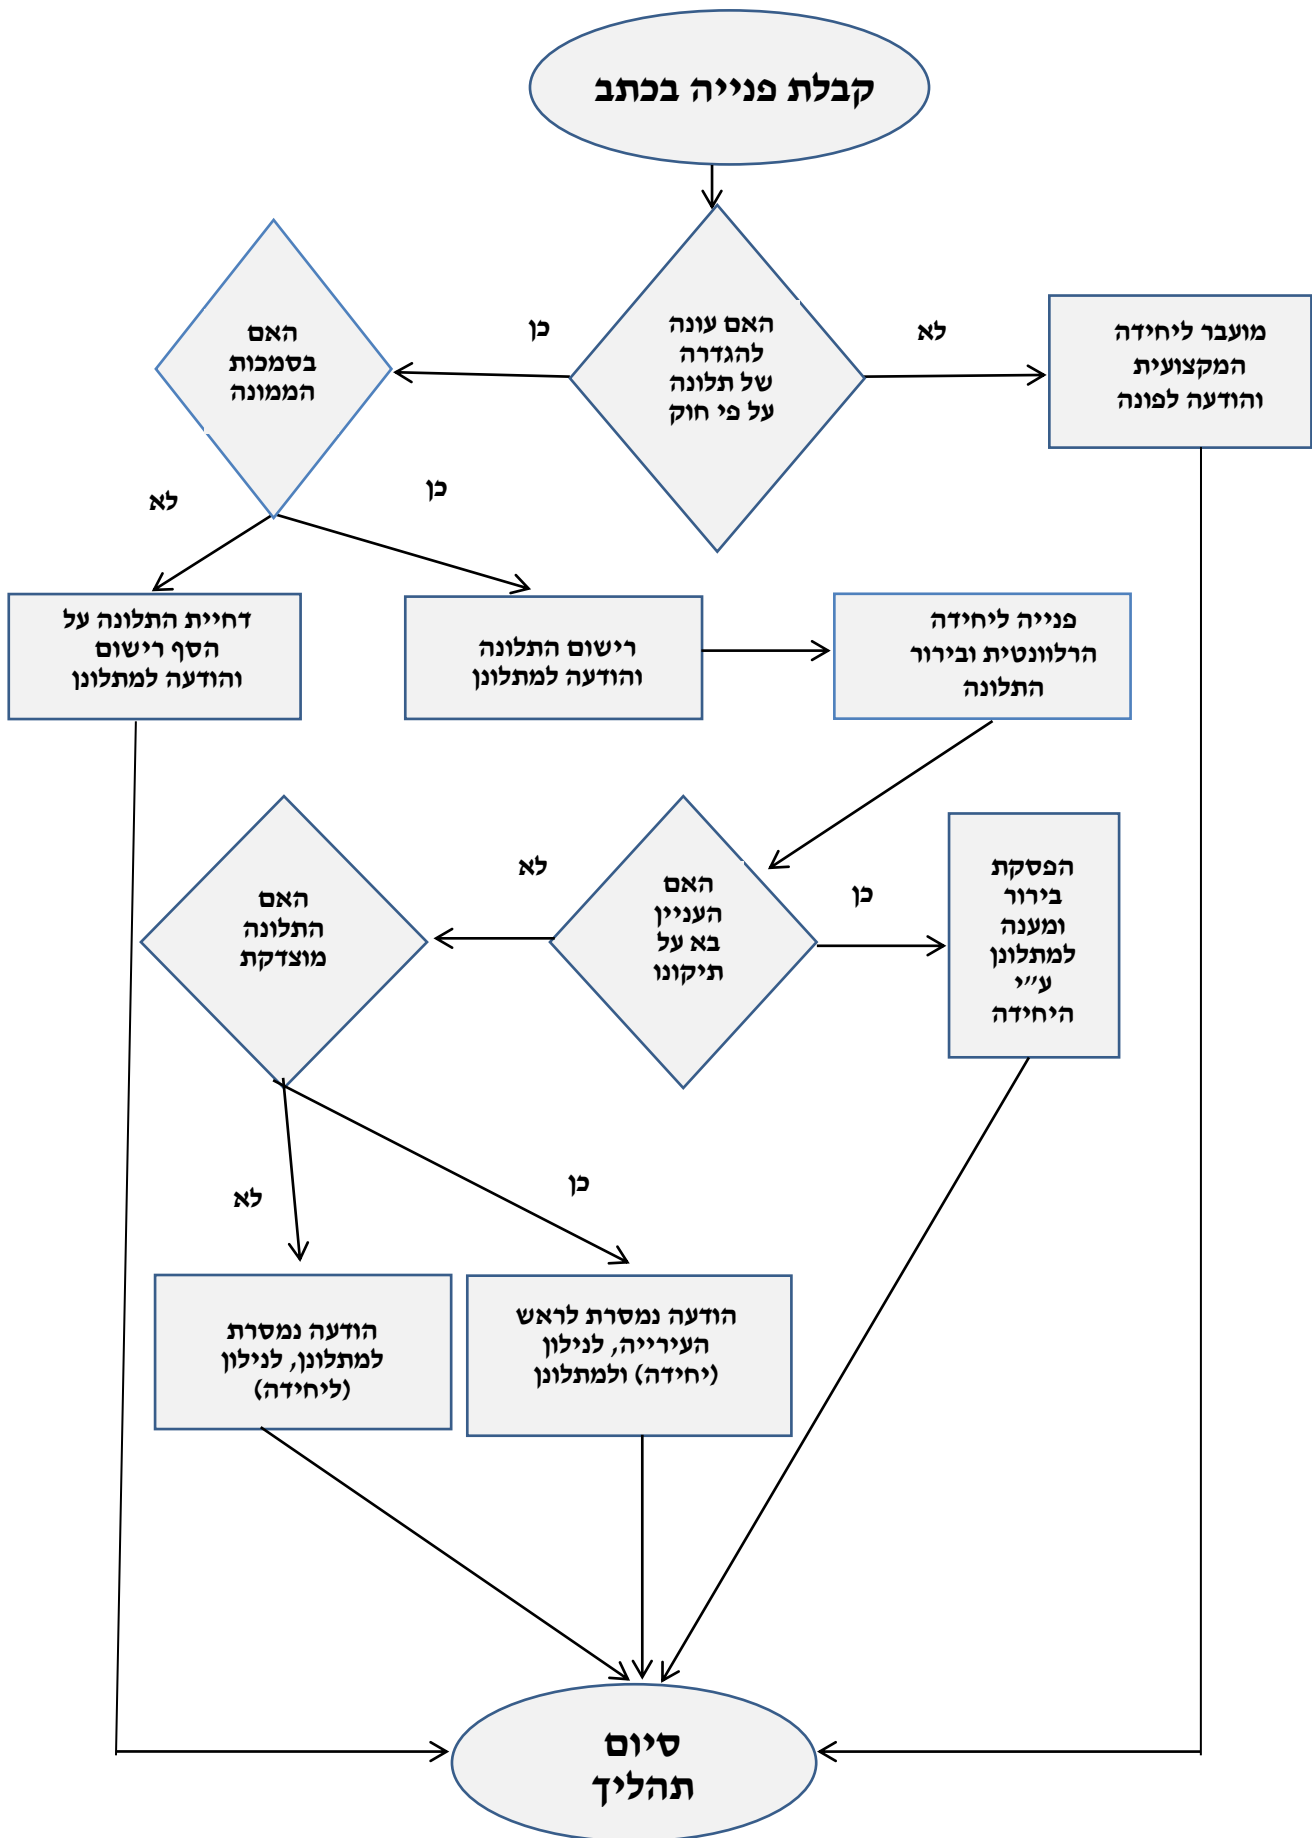 קבלת פנייה בכתב
האם עונה
להגדרה
של תלונה
על פי חוק
לא
מועבר ליחידה
המקצועית
והודעה לפונה
כן
האם
בסמכות
הממונה
כן
לא
דחיית התלונה על
הסף רישום
והודעה למתלונן
רישום התלונה
והודעה למתלונן
פנייה ליחידה
הרלוונטית ובירור
התלונה
האם
העניין
בא על
תיקונו
כן
הפסקת
בירור
ומענה
למתלונן
ע"י
היחידה
לא
האם
התלונה
מוצדקת
כן
לא
הודעה נמסרת לראש
העירייה, לנילון
(יחידה) ולמתלונן
הודעה נמסרת
למתלונן, לנילון
(ליחידה)
סיום
תהליך